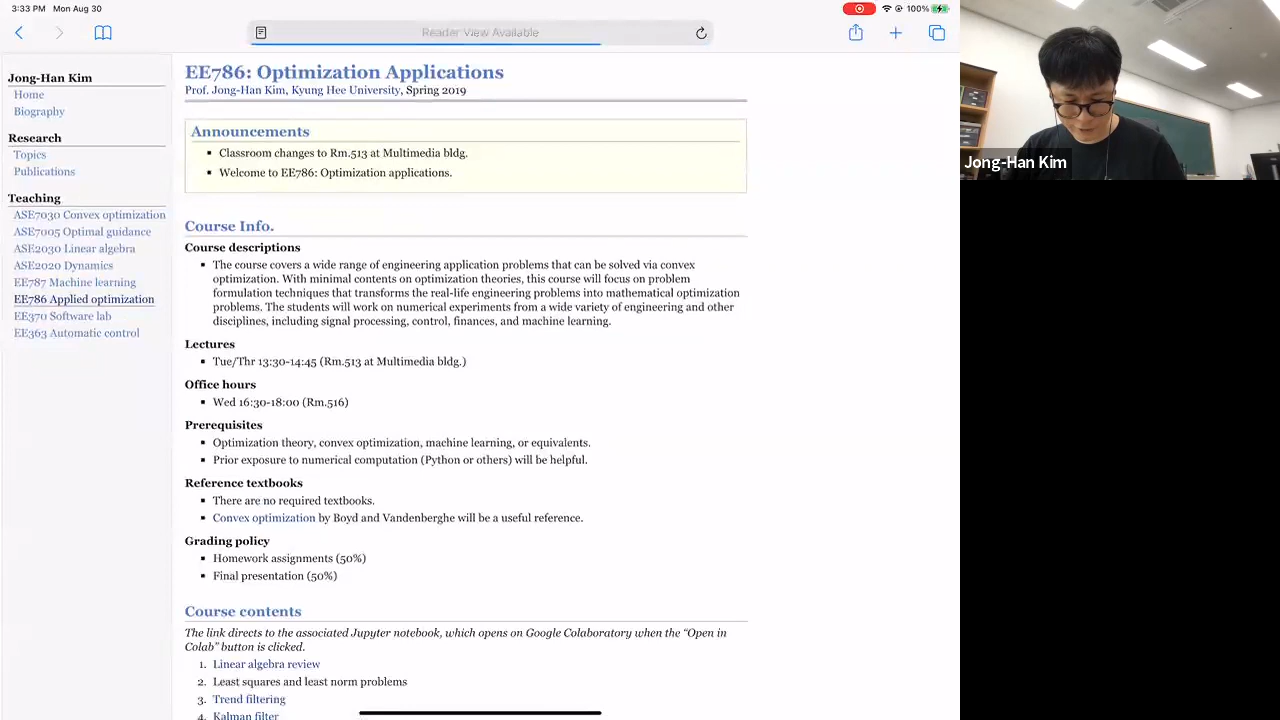 3:33 PM Mon Aug 30
100%
Reader View Available
Jong-Han Kim
Home
Biography
Research
Topics
Publications
Teaching
ASE7030 Convex optimization
ASE7005 Optimal guidance
ASE2030 Linear algebra
ASE2020 Dynamics
EE787 Machine learning
EE786 Applied optimization
EE370 Software lab
EE363 Automatic control
EE786: Optimization Applications
Prof. Jong-Han Kim, Kyung Hee University, Spring 2019
Announcements
Classroom changes to Rm.513 at Multimedia bldg.
Welcome to EE786: Optimization applications.
Course Info.
Course descriptions
The course covers a wide range of engineering application problems that can be solved via convex
optimization. With minimal contents on optimization theories, this course will focus on problem
formulation techniques that transforms the real-life engineering problems into mathematical optimization
problems. The students will work on numerical experiments from a wide variety of engineering and other
disciplines, including signal processing, control, finances, and machine learning.
Lectures
Tue/Thr 13:30-14:45 (Rm.513 at Multimedia bldg.)
Office hours
Wed 16:30-18:00 (Rm.516)
Prerequisites
Optimization theory, convex optimization, machine learning, or equivalents.
Prior exposure to numerical computation (Python or others) will be helpful.
Reference textbooks
There are no required textbooks.
Convex optimization by Boyd and Vandenberghe will be a useful reference.
Grading policy
Homework assignments (50%)
Final presentation (50%)
Course contents
The link directs to the associated Jupyter notebook, which opens on Google Colaboratory when the “Open in
Colab” button is clicked.
1. Linear algebra review
2. Least squares and least norm problems
3. Trend filtering
4. Kalman filter
Jong-Han Kim